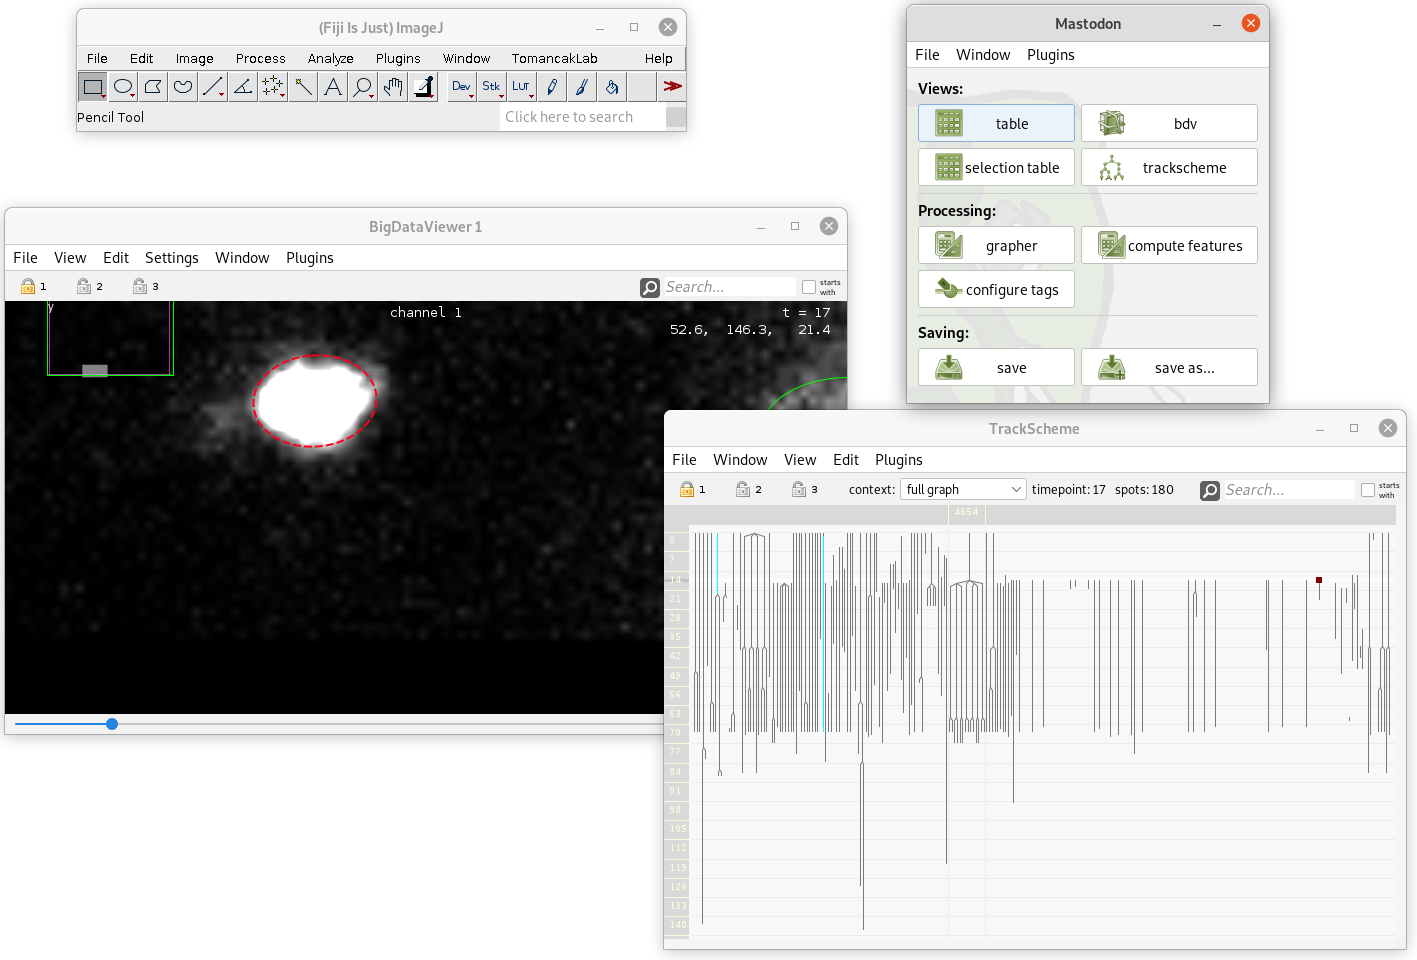 (Fiji Is Just) ImageJ
File Edit Image Process Analyze Plugins Window TomancakLab Help
Dev Stk LUT
Pencil Tool
Click here to search
Mastodon
File Window Plugins
Views:
table bdv
selection table trackscheme
Processing:
grapher compute features
configure tags
Saving:
save save as...
BigDataViewer 1
File View Edit Settings Window Plugins
1 2 3 Search... starts with
y
channel 1
t = 17
52.6, 146.3, 21.4
TrackScheme
File Window View Edit Plugins
1 2 3 context: full graph timepoint: 17 spots: 180 Search... starts with
4654
0
7
14
21
28
35
42
49
56
63
70
77
84
91
98
105
112
119
126
133
140